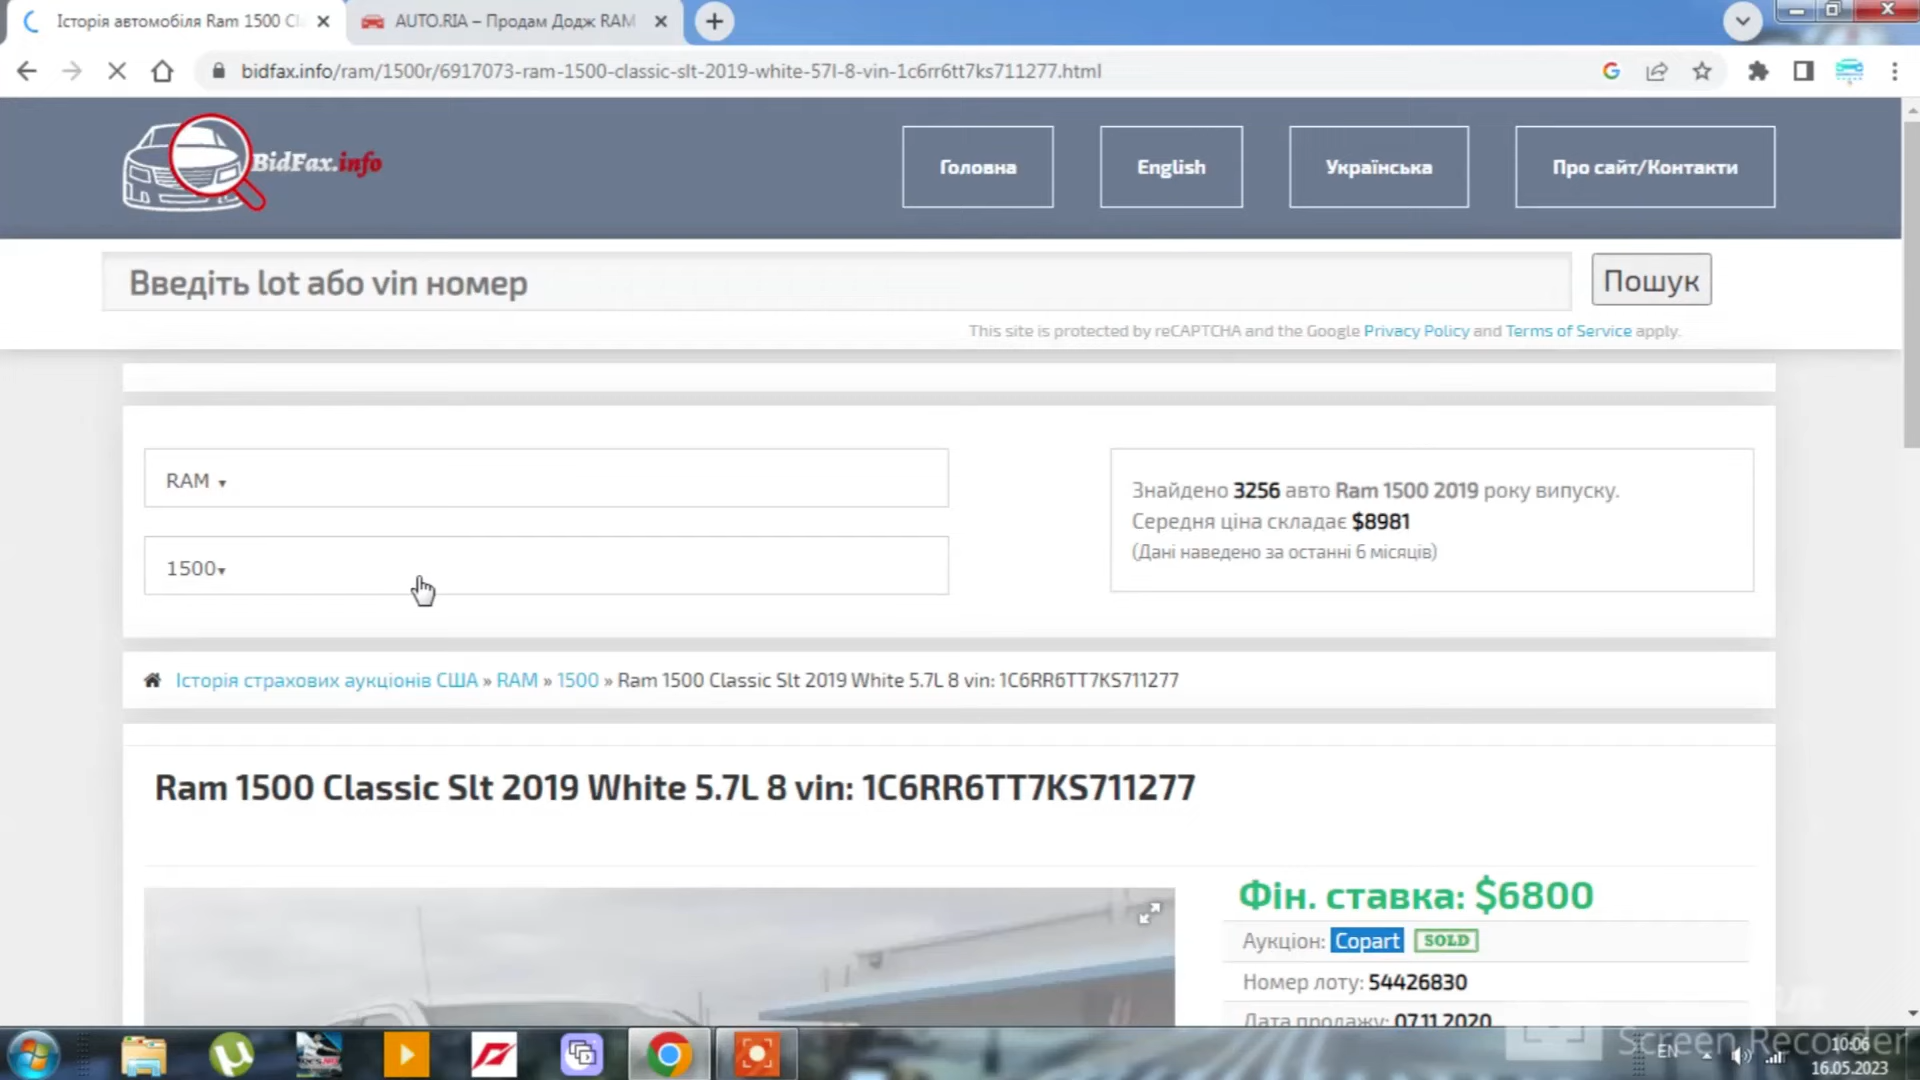 Історія автомобіля Ram 1500 Cl
AUTO.RIA – Продам Додж RAM
bidfax.info/ram/1500r/6917073-ram-1500-classic-slt-2019-white-57l-8-vin-1c6rr6tt7ks711277.html
BidFax.info
Головна
English
Українська
Про сайт/Контакти
Введіть lot або vin номер
Пошук
This site is protected by reCAPTCHA and the Google Privacy Policy and Terms of Service apply.
RAM
1500
Знайдено 3256 авто Ram 1500 2019 року випуску.
Середня ціна складає $8981
(Дані наведено за останні 6 місяців)
Історія страхових аукціонів США » RAM » 1500 » Ram 1500 Classic Slt 2019 White 5.7L 8 vin: 1C6RR6TT7KS711277
Ram 1500 Classic Slt 2019 White 5.7L 8 vin: 1C6RR6TT7KS711277
Фін. ставка: $6800
Аукціон: Copart SOLD
Номер лоту: 54426830
Дата продажу: 07.11.2020
Screen Recorder
EN
10:06
16.05.2023